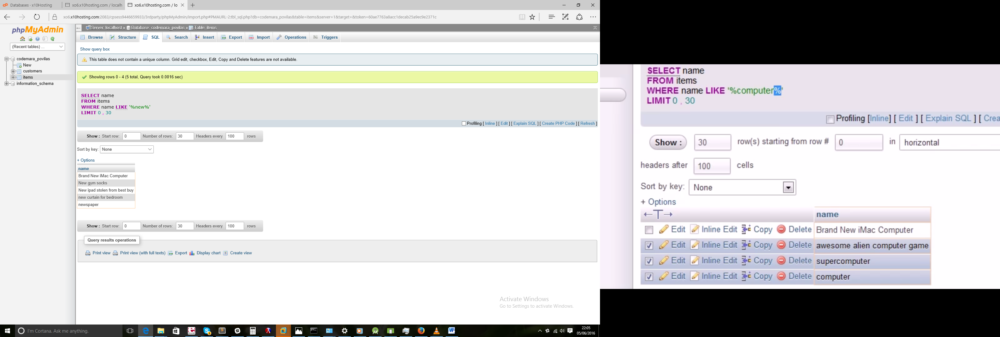 Databases - x10Hosting
xo6.x10hosting.com / localh
xo6.x10hosting.com / lo
xo6.x10hosting.com:2083/cpsess9446659933/3rdparty/phpMyAdmin/import.php#PMAURL-2:tbl_sql.php?db=codemara_povilas&table=items&server=1&target=&token=60ae7763a8acc1decab25a9ec9e2371c
phpMyAdmin
(Recent tables) ...
codemara_povilas
New
customers
items
information_schema
Server: localhost » Database: codemara_povilas » Table: items
Browse Structure SQL Search Insert Export Import Operations Triggers
Show query box
This table does not contain a unique column. Grid edit, checkbox, Edit, Copy and Delete features are not available.
Showing rows 0 - 4 (5 total, Query took 0.0016 sec)
SELECT name
FROM items
WHERE name LIKE '%new%'
LIMIT 0 , 30
Profiling [ Inline ] [ Edit ] [ Explain SQL ] [ Create PHP Code ] [ Refresh ]
Show : Start row: 0 Number of rows: 30 Headers every 100 rows
Sort by key: None
+ Options
name
Brand New iMac Computer
New gym socks
New ipad stolen from best buy
new curtain for bedroom
newspaper
Show : Start row: 0 Number of rows: 30 Headers every 100 rows
Query results operations
Print view Print view (with full texts) Export Display chart Create view
Activate Windows
Go to Settings to activate Windows.
I'm Cortana. Ask me anything.
22:05
05/06/2016
SELECT name
FROM items
WHERE name LIKE '%computer%'
LIMIT 0 , 30
Profiling [Inline] [ Edit ] [ Explain SQL ] [ Crea
Show : 30 row(s) starting from row # 0 in horizontal
headers after 100 cells
Sort by key: None
+ Options
←T→ name
Edit Inline Edit Copy Delete Brand New iMac Computer
Edit Inline Edit Copy Delete awesome alien computer game
Edit Inline Edit Copy Delete supercomputer
Edit Inline Edit Copy Delete computer